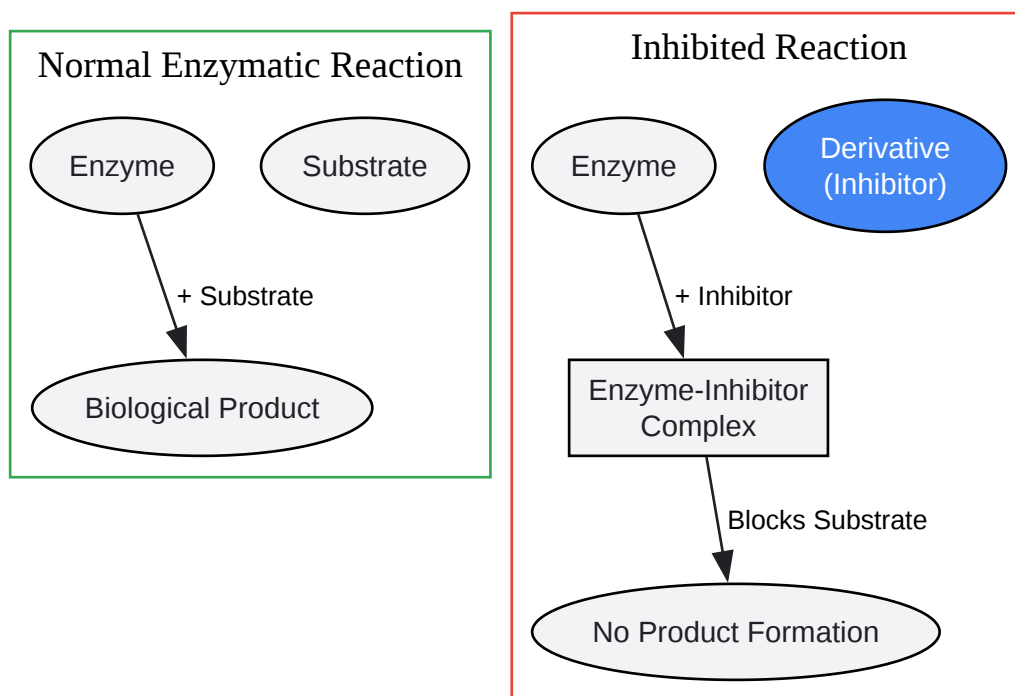 Normal Enzymatic Reaction
Enzyme
Substrate
+ Substrate
Biological Product
Inhibited Reaction
Enzyme
Derivative
(Inhibitor)
+ Inhibitor
Enzyme-Inhibitor
Complex
Blocks Substrate
No Product Formation